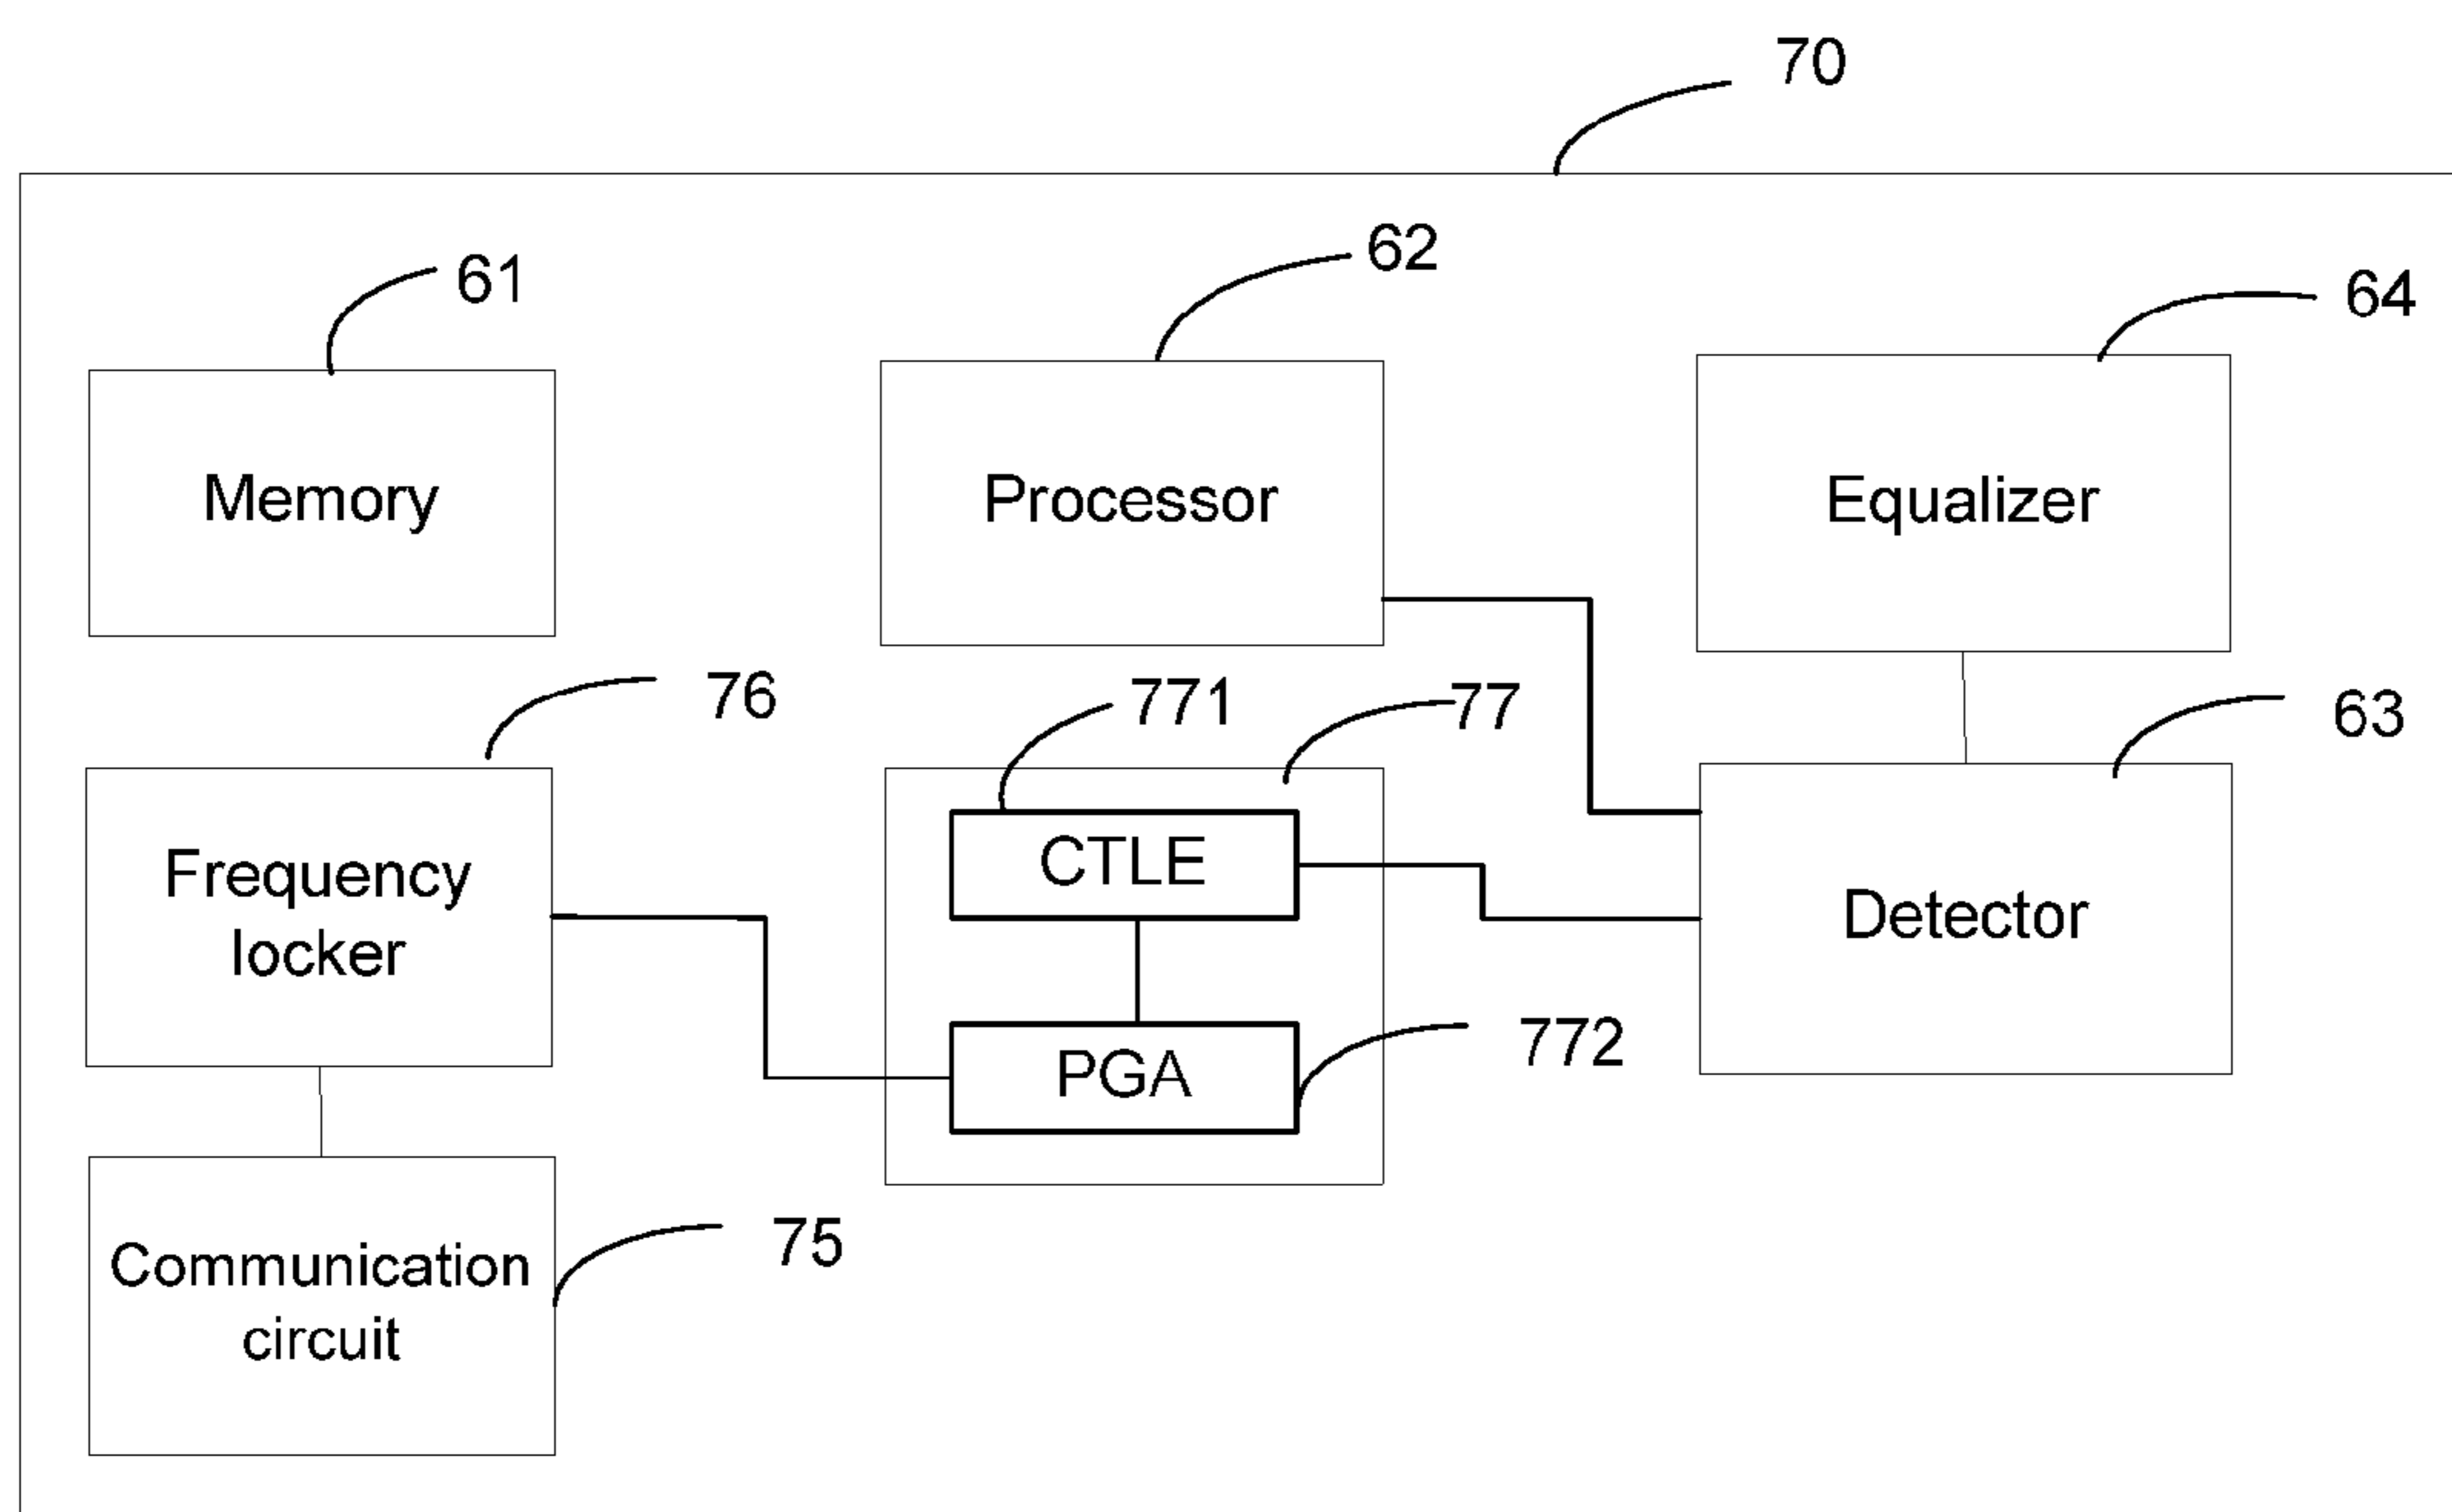 70
61
62
64
Memory
Processor
Equalizer
76
771
77
63
CTLE
Frequency
locker
Detector
PGA
772
75
Communication
circuit